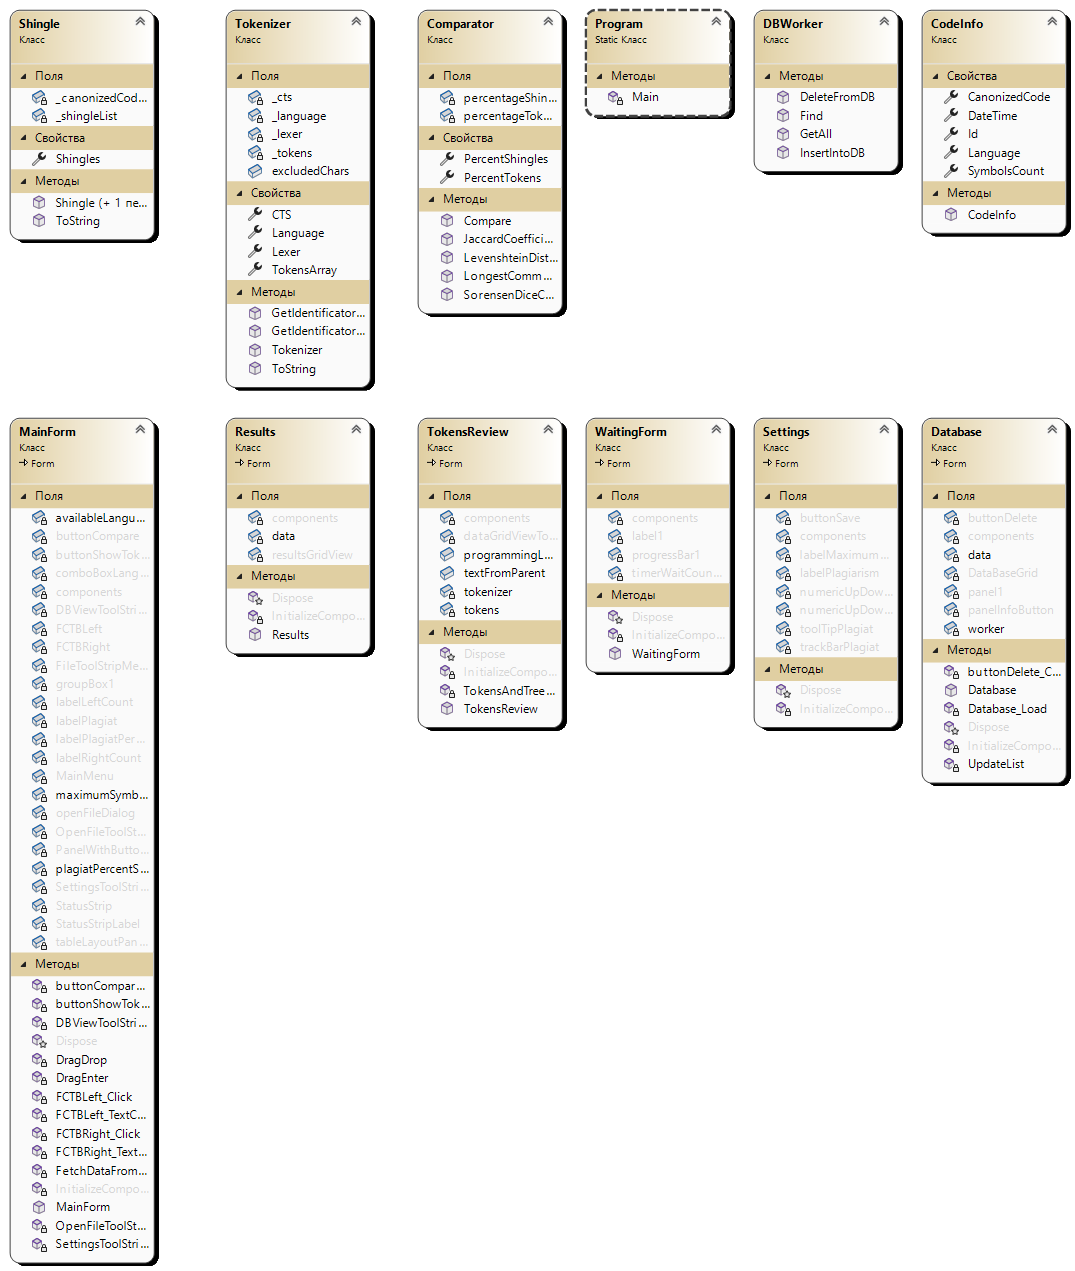 Shingle
Класс
Поля
_canonizedCod...
_shingleList
Свойства
Shingles
Методы
Shingle (+ 1 пе...
ToString
Tokenizer
Класс
Поля
_cts
_language
_lexer
_tokens
excludedChars
Свойства
CTS
Language
Lexer
TokensArray
Методы
GetIdentificator...
GetIdentificator...
Tokenizer
ToString
Comparator
Класс
Поля
percentageShin...
percentageTok...
Свойства
PercentShingles
PercentTokens
Методы
Compare
JaccardCoeffici...
LevenshteinDist...
LongestComm...
SorensenDiceC...
Program
Static Класс
Методы
Main
DBWorker
Класс
Методы
DeleteFromDB
Find
GetAll
InsertIntoDB
CodeInfo
Класс
Свойства
CanonizedCode
DateTime
Id
Language
SymbolsCount
Методы
CodeInfo
MainForm
Класс
Form
Поля
availableLangu...
buttonCompare
buttonShowTok...
comboBoxLang...
components
DBViewToolStri...
FCTBLeft
FCTBRight
FileToolStripMe...
groupBox1
labelLeftCount
labelPlagiat
labelPlagiatPer...
labelRightCount
MainMenu
maximumSymb...
openFileDialog
OpenFileToolSt...
PanelWithButto...
plagiatPercentS...
SettingsToolStri...
StatusStrip
StatusStripLabel
tableLayoutPan...
Методы
buttonCompar...
buttonShowTok...
DBViewToolStri...
Dispose
DragDrop
DragEnter
FCTBLeft_Click
FCTBLeft_TextC...
FCTBRight_Click
FCTBRight_Text...
FetchDataFrom...
InitializeCompo...
MainForm
OpenFileToolSt...
SettingsToolStri...
Results
Класс
Form
Поля
components
data
resultsGridView
Методы
Dispose
InitializeCompo...
Results
TokensReview
Класс
Form
Поля
components
dataGridViewTo...
programmingL...
textFromParent
tokenizer
tokens
Методы
Dispose
InitializeCompo...
TokensAndTree...
TokensReview
WaitingForm
Класс
Form
Поля
components
label1
progressBar1
timerWaitCoun...
Методы
Dispose
InitializeCompo...
WaitingForm
Settings
Класс
Form
Поля
buttonSave
components
labelMaximum...
labelPlagiarism
numericUpDow...
numericUpDow...
toolTipPlagiat
trackBarPlagiat
Методы
Dispose
InitializeCompo...
Database
Класс
Form
Поля
buttonDelete
components
data
DataBaseGrid
panel1
panelInfoButton
worker
Методы
buttonDelete_C...
Database
Database_Load
Dispose
InitializeCompo...
UpdateList